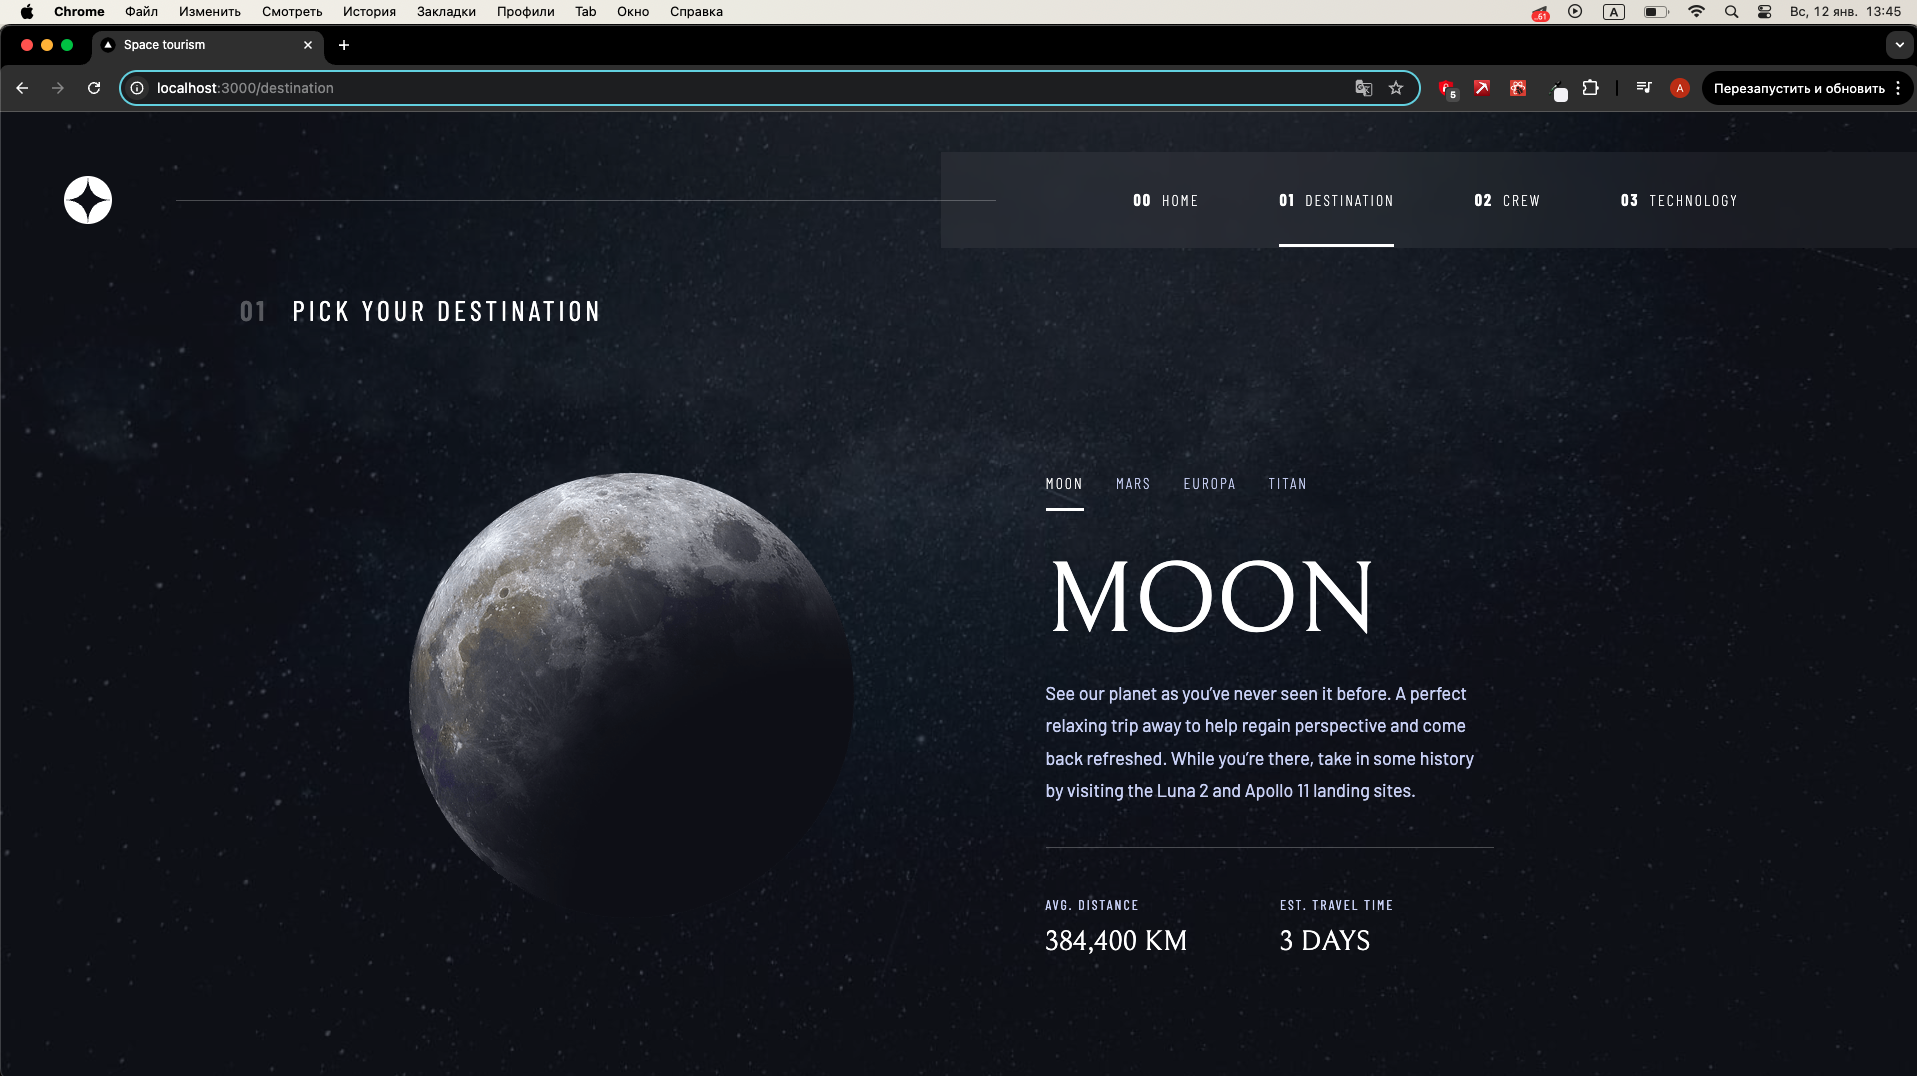 Chrome Файл Изменить Смотреть История Закладки Профили Tab Окно Справка ..61 A Вс, 12 янв. 13:45
Space tourism
localhost:3000/destination 5 A Перезапустить и обновить
00 HOME 01 DESTINATION 02 CREW 03 TECHNOLOGY
01 PICK YOUR DESTINATION
MOON MARS EUROPA TITAN
MOON
See our planet as you’ve never seen it before. A perfect
relaxing trip away to help regain perspective and come
back refreshed. While you’re there, take in some history
by visiting the Luna 2 and Apollo 11 landing sites.
AVG. DISTANCE EST. TRAVEL TIME
384,400 KM 3 DAYS